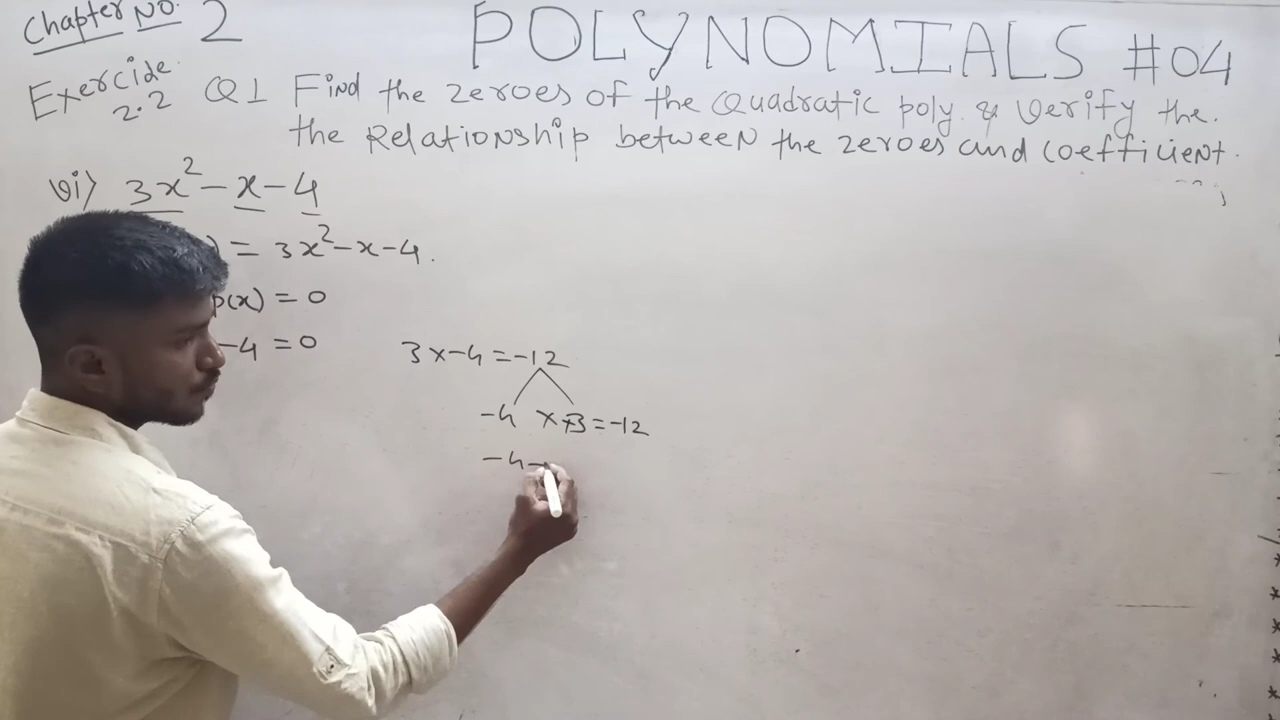 Chapter No. 2
POLYNOMIALS #04
Exercide 2.2
Q1 Find the zeroes of the Quadratic poly. & Verify the.
the Relationship between the zeroes and coefficient.
vi) 3x² - x - 4
) = 3x² - x - 4.
p(x) = 0
-4 = 0
3 x -4 = -12
-4 x +3 = -12
-4